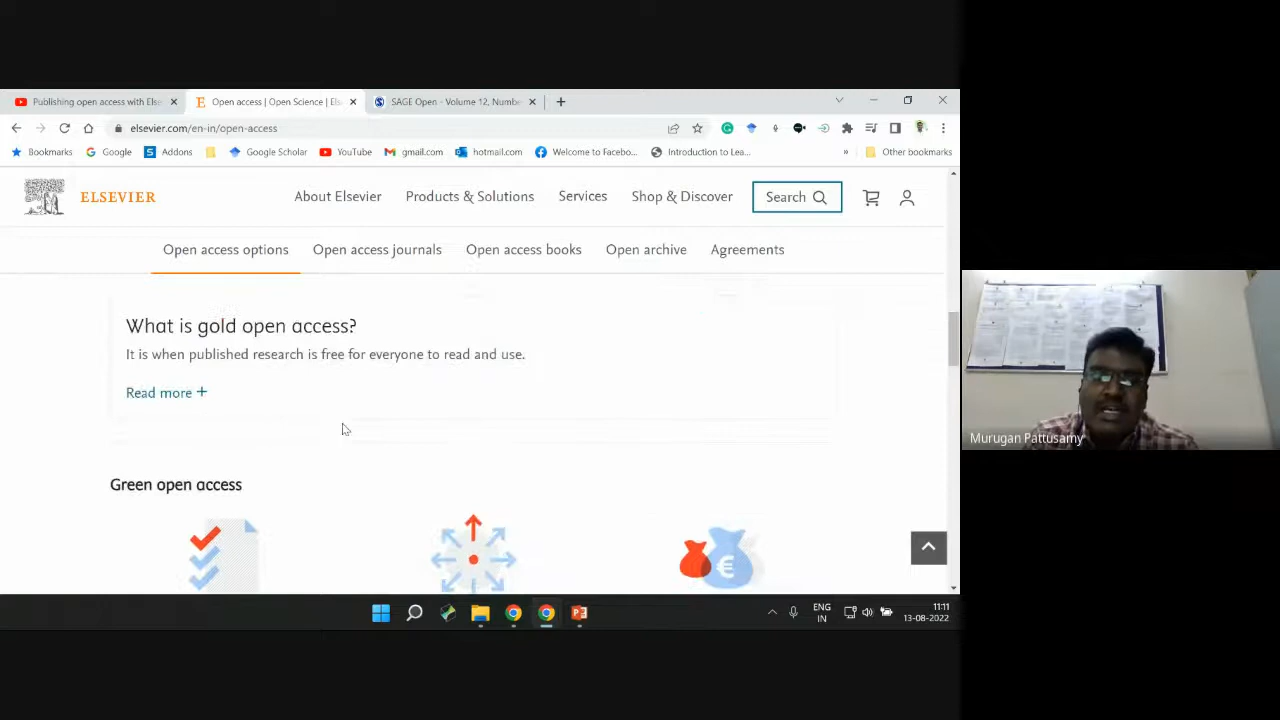 Publishing open access with Else
Open access | Open Science | Els
SAGE Open - Volume 12, Numbe
elsevier.com/en-in/open-access
Bookmarks
Google
Addons
Google Scholar
YouTube
gmail.com
hotmail.com
Welcome to Facebo...
Introduction to Lea...
»
Other bookmarks
ELSEVIER
About Elsevier
Products & Solutions
Services
Shop & Discover
Search
Open access options
Open access journals
Open access books
Open archive
Agreements
What is gold open access?
It is when published research is free for everyone to read and use.
Read more +
Green open access
€
Murugan Pattusamy
ENG
IN
11:11
13-08-2022